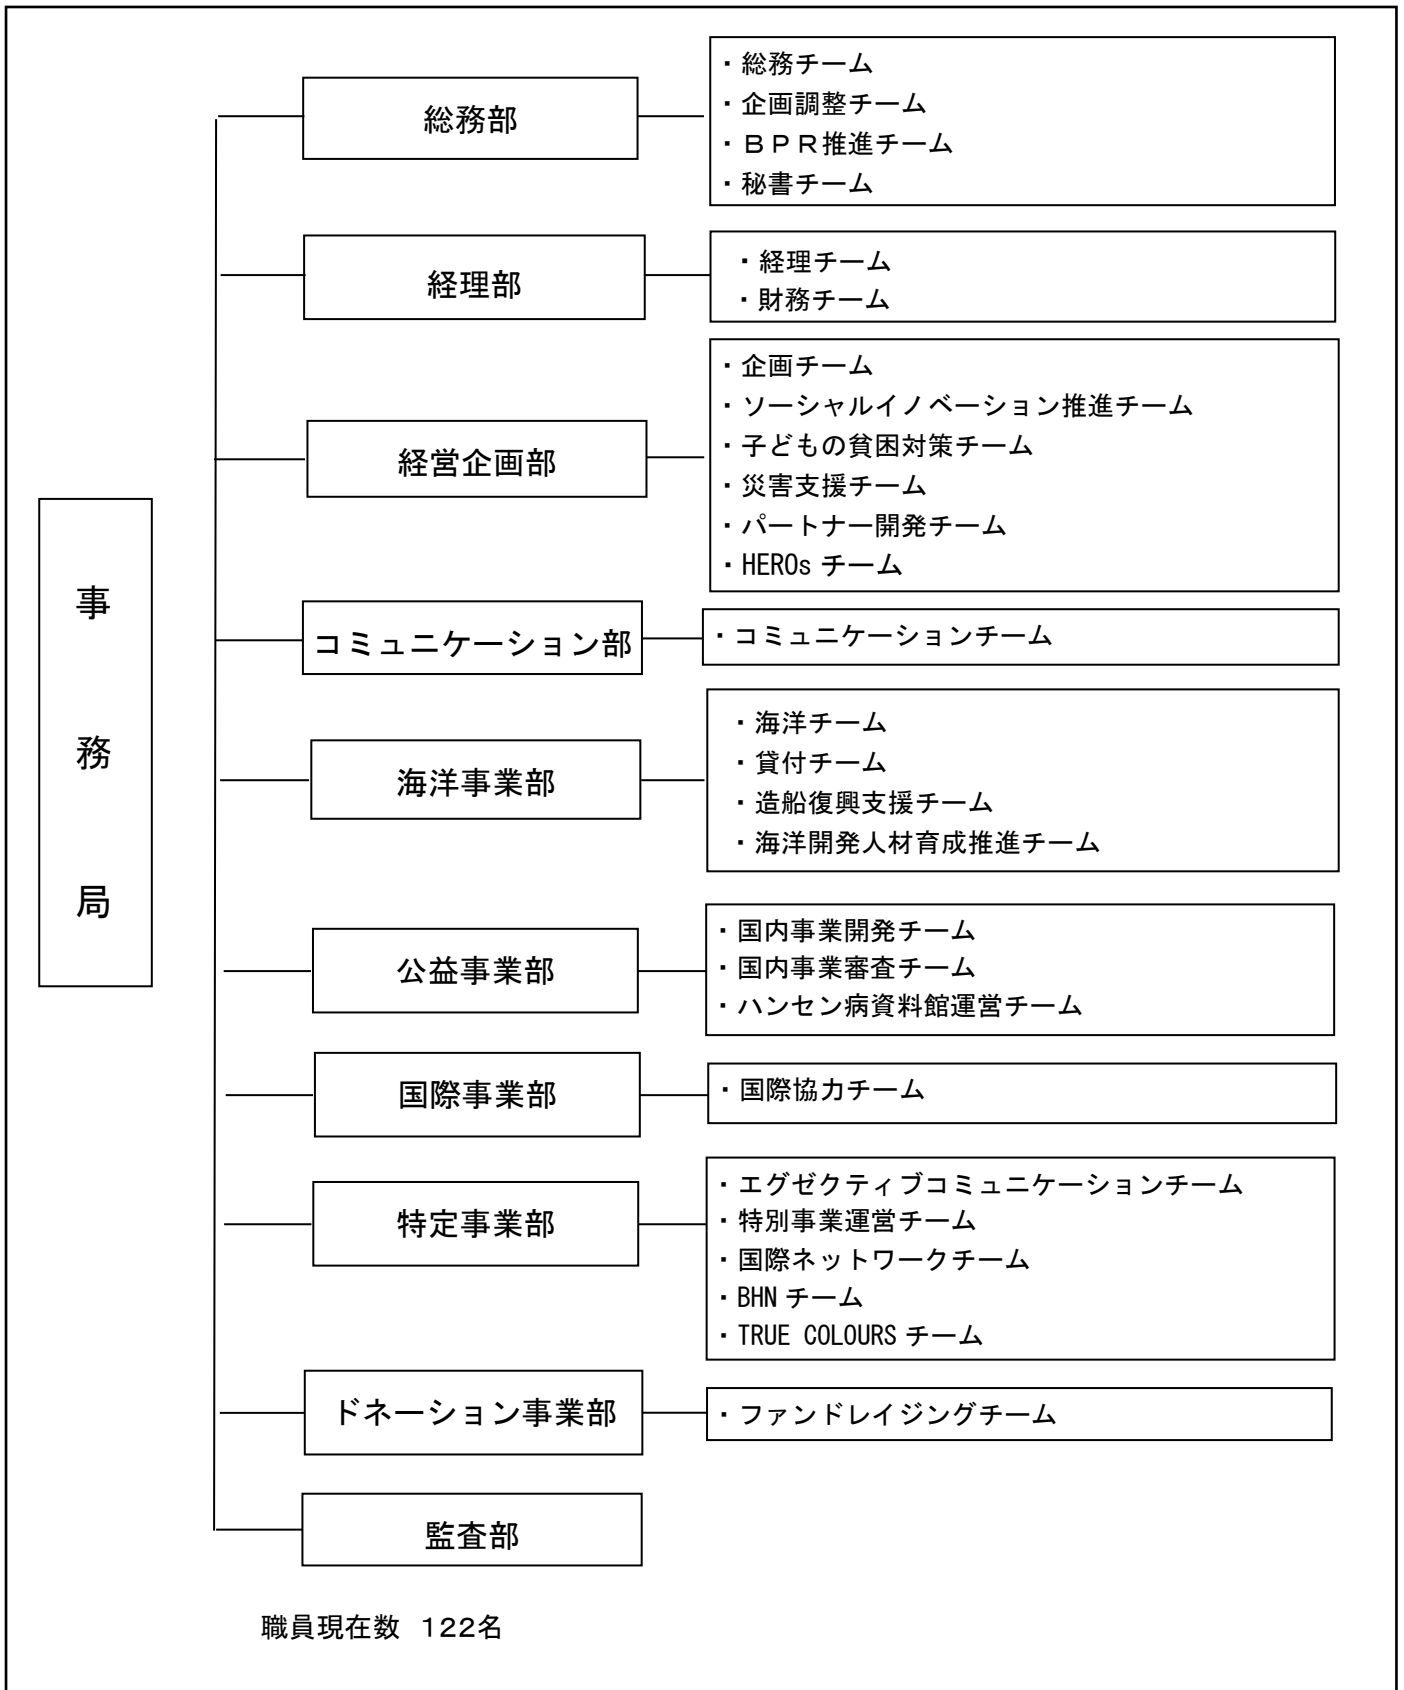 事務局
総務部
・総務チーム
・企画調整チーム
・ＢＰＲ推進チーム
・秘書チーム
経理部
・経理チーム
・財務チーム
経営企画部
・企画チーム
・ソーシャルイノベーション推進チーム
・子どもの貧困対策チーム
・災害支援チーム
・パートナー開発チーム
・HEROs チーム
コミュニケーション部
・コミュニケーションチーム
海洋事業部
・海洋チーム
・貸付チーム
・造船復興支援チーム
・海洋開発人材育成推進チーム
公益事業部
・国内事業開発チーム
・国内事業審査チーム
・ハンセン病資料館運営チーム
国際事業部
・国際協力チーム
特定事業部
・エグゼクティブコミュニケーションチーム
・特別事業運営チーム
・国際ネットワークチーム
・BHN チーム
・TRUE COLOURS チーム
ドネーション事業部
・ファンドレイジングチーム
監査部
職員現在数　122名